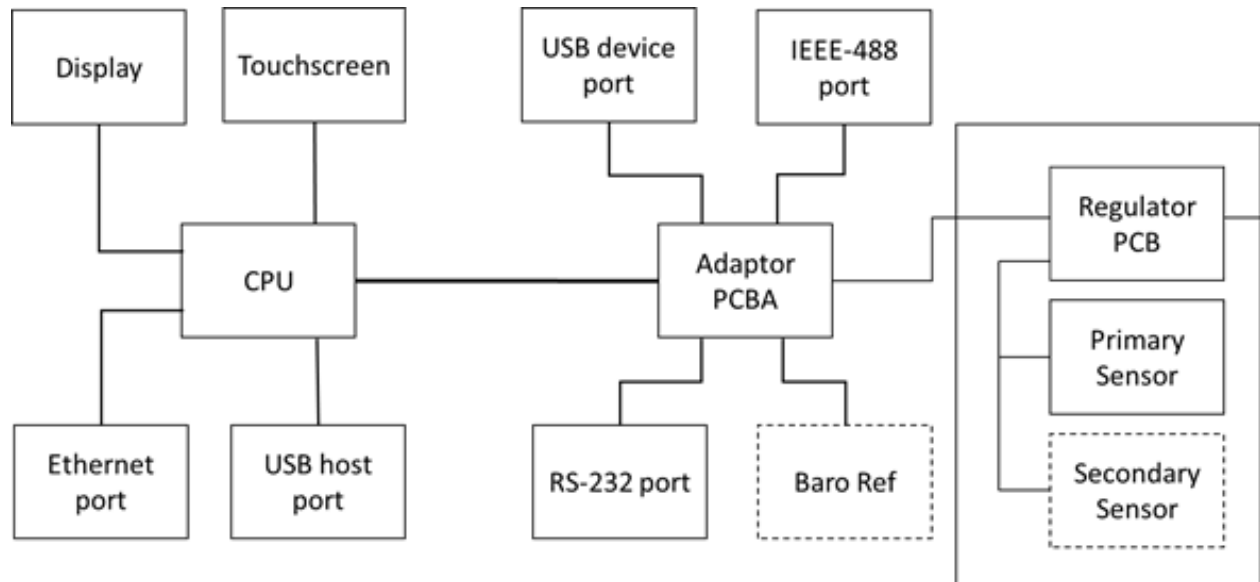 Display
Touchscreen
USB device
port
IEEE-488
port
Regulator
PCB
CPU
Adaptor
PCBA
Primary
Sensor
Ethernet
port
USB host
port
RS-232 port
Baro Ref
Secondary
Sensor